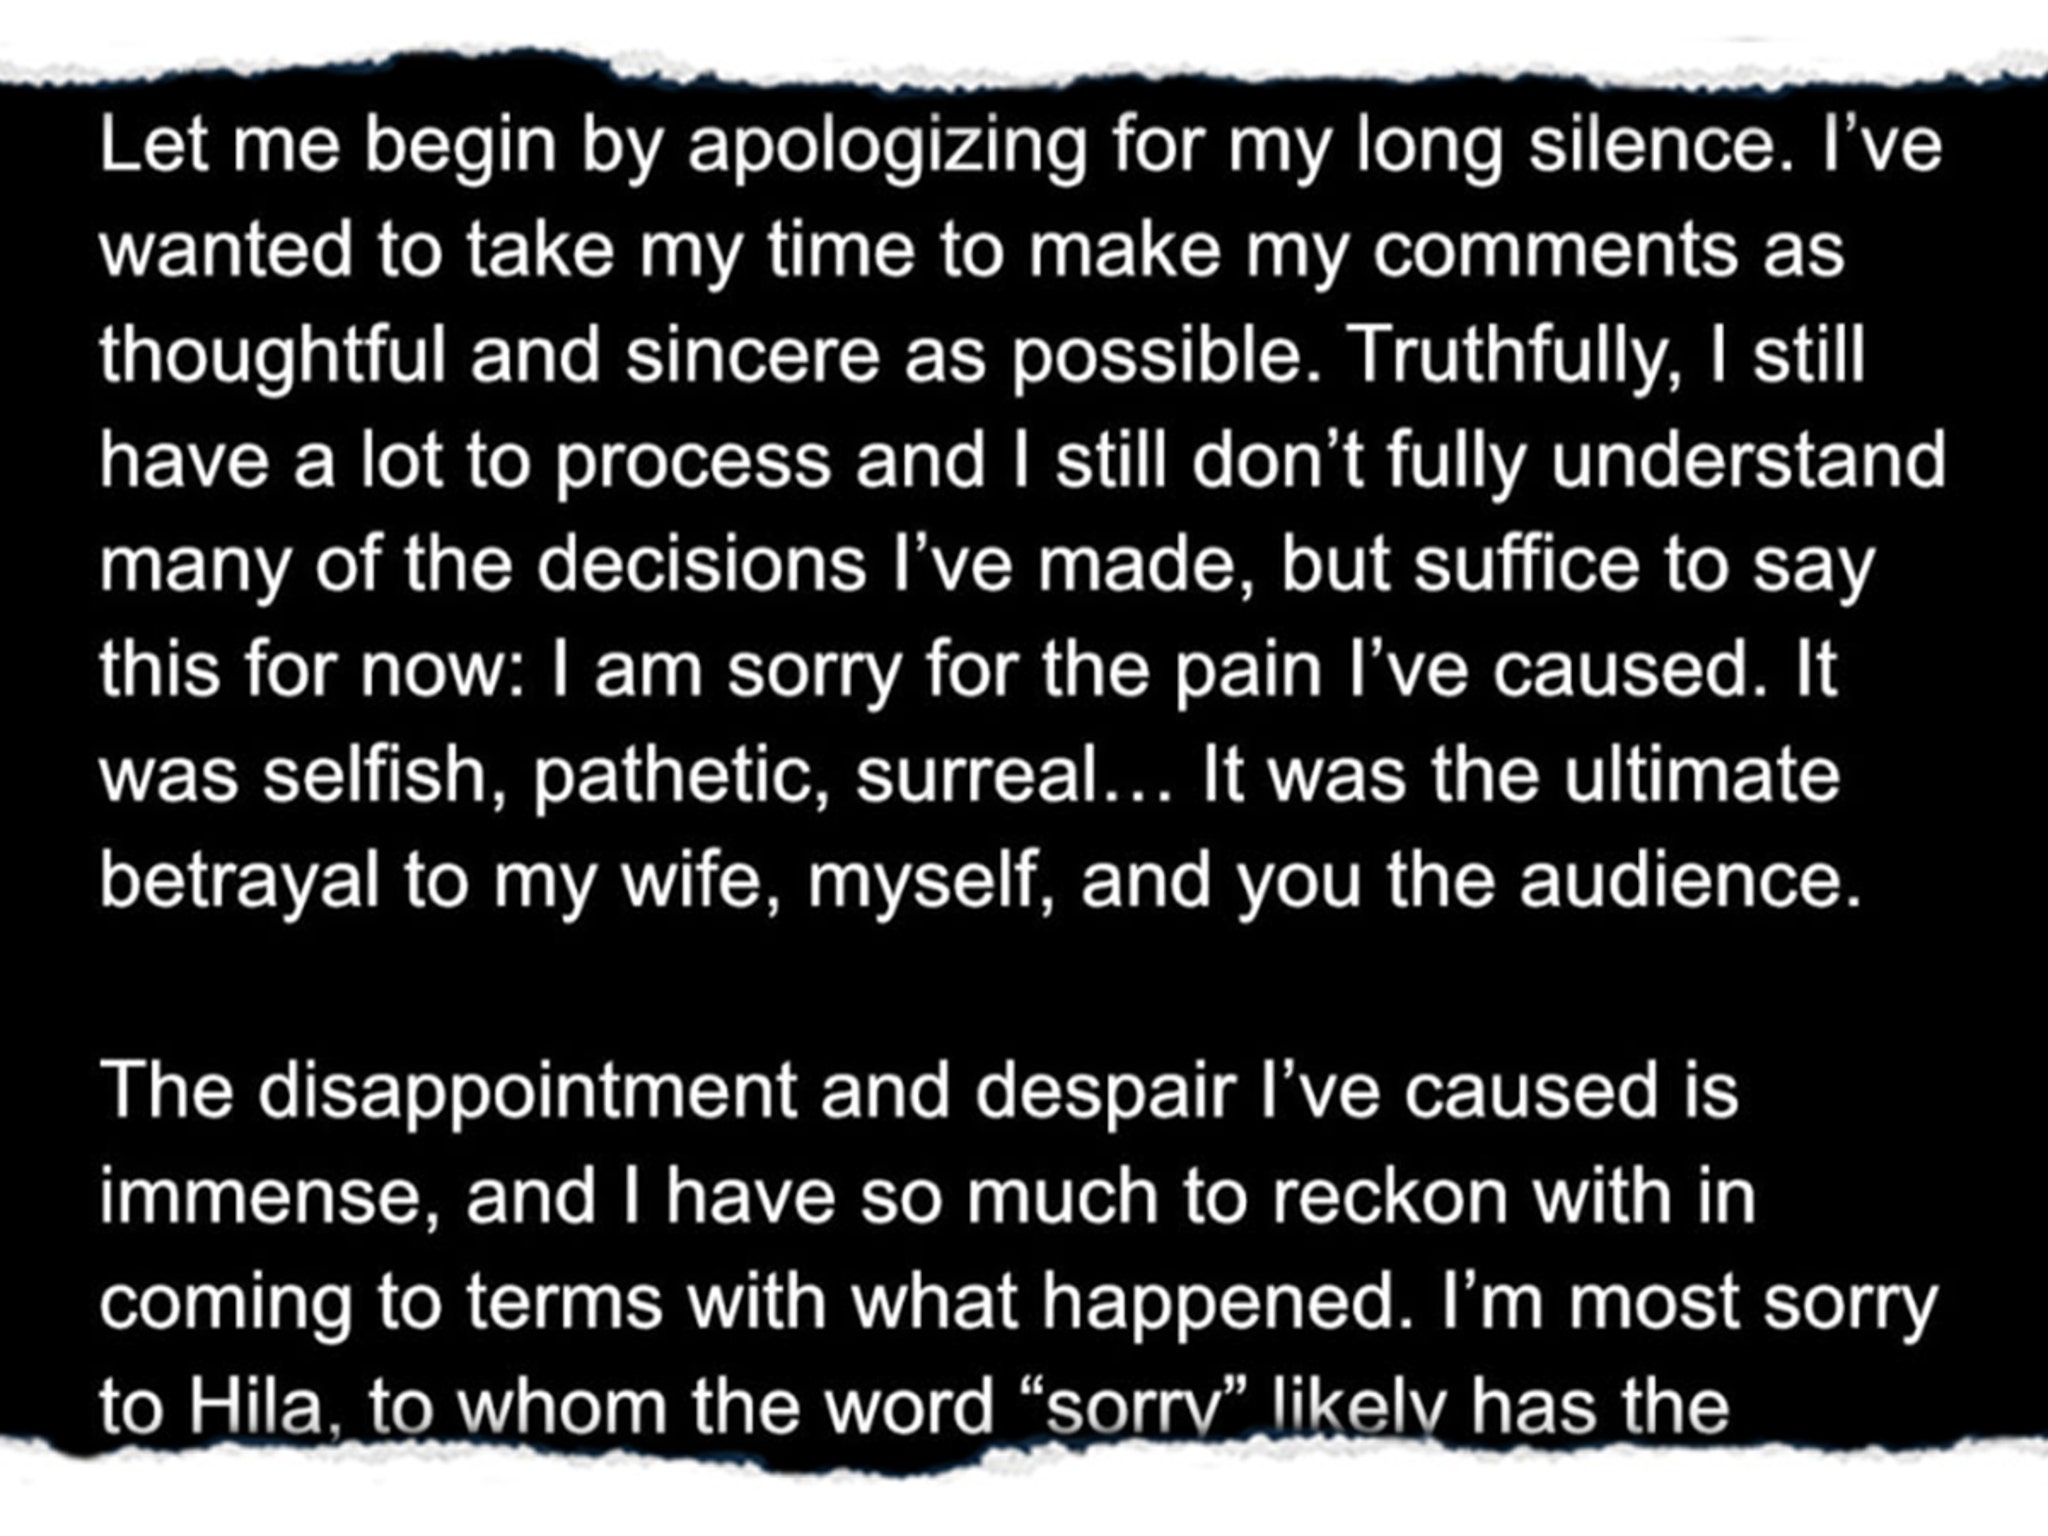 Let me begin by apologizing for my long silence. I’ve
wanted to take my time to make my comments as
thoughtful and sincere as possible. Truthfully, I still
have a lot to process and I still don’t fully understand
many of the decisions I’ve made, but suffice to say
this for now: I am sorry for the pain I’ve caused. It
was selfish, pathetic, surreal… It was the ultimate
betrayal to my wife, myself, and you the audience.
The disappointment and despair I’ve caused is
immense, and I have so much to reckon with in
coming to terms with what happened. I’m most sorry
to Hila, to whom the word “sorry” likely has the